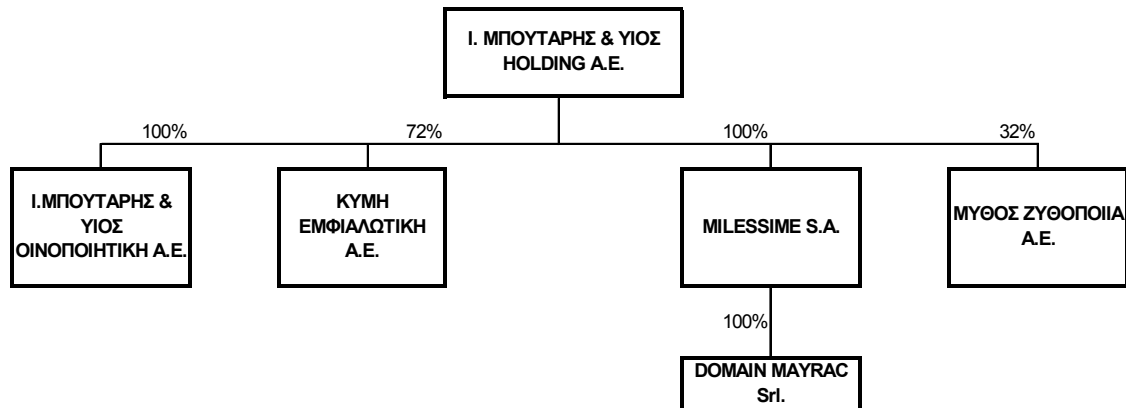 Ι. ΜΠΟΥΤΑΡΗΣ & ΥΙΟΣ
HOLDING A.E.
100%
72%
100%
32%
Ι.ΜΠΟΥΤΑΡΗΣ &
ΥΙΟΣ
ΟΙΝΟΠΟΙΗΤΙΚΗ Α.Ε.
ΚΥΜΗ
ΕΜΦΙΑΛΩΤΙΚΗ
Α.Ε.
MILESSIME S.A.
ΜΥΘΟΣ ΖΥΘΟΠΟΙΙΑ
Α.Ε.
100%
DOMAIN MAYRAC
Srl.